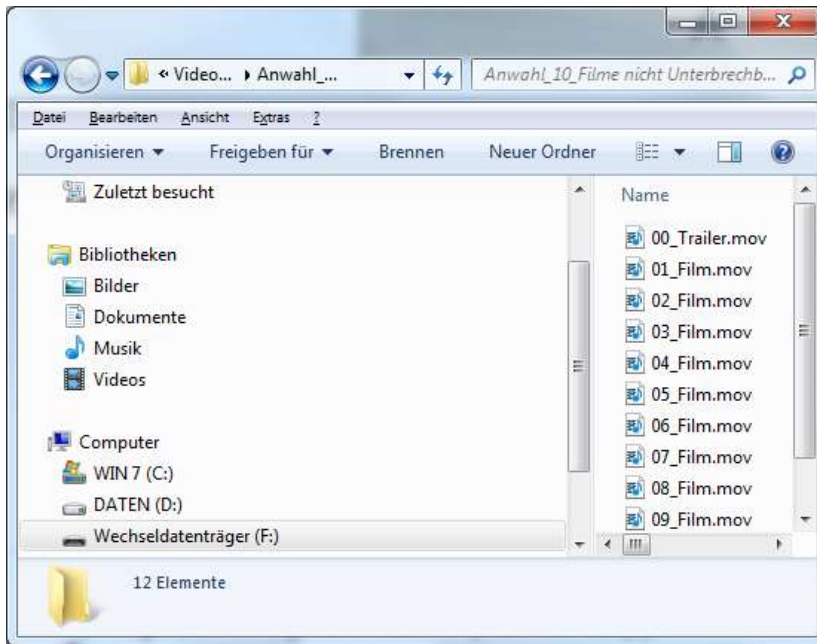 « Video... ▸ Anwahl_... Anwahl_10_Filme nicht Unterbrechb...
Datei Bearbeiten Ansicht Extras ?
Organisieren Freigeben für Brennen Neuer Ordner
Zuletzt besucht
Bibliotheken
Bilder
Dokumente
Musik
Videos
Computer
WIN 7 (C:)
DATEN (D:)
Wechseldatenträger (F:)
Name
00_Trailer.mov
01_Film.mov
02_Film.mov
03_Film.mov
04_Film.mov
05_Film.mov
06_Film.mov
07_Film.mov
08_Film.mov
09_Film.mov
12 Elemente